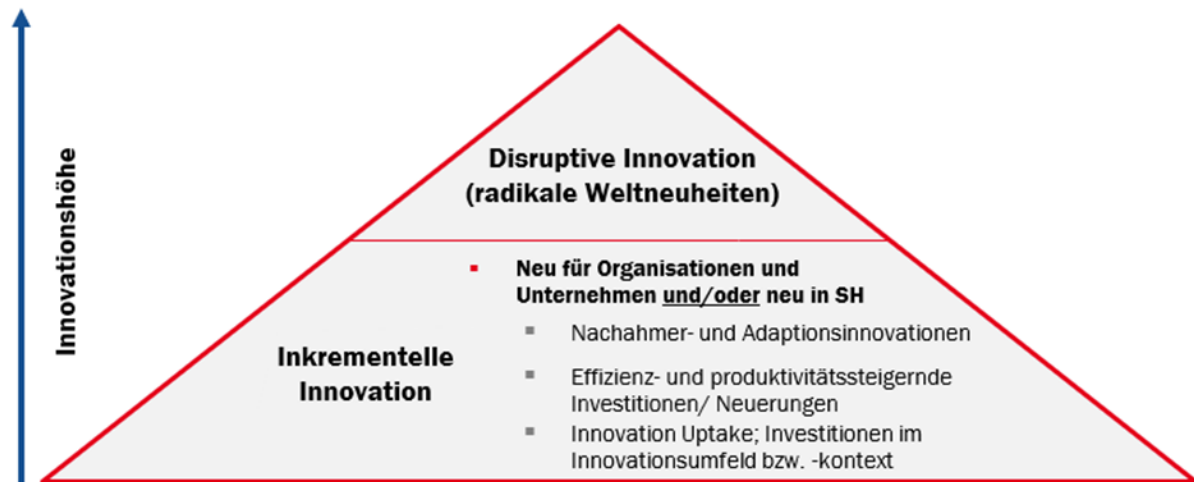 Innovationshöhe
Disruptive Innovation
(radikale Weltneuheiten)
Inkrementelle
Innovation
▪ Neu für Organisationen und
Unternehmen und/oder neu in SH
▪ Nachahmer- und Adaptionsinnovationen
▪ Effizienz- und produktivitätssteigernde
Investitionen/ Neuerungen
▪ Innovation Uptake; Investitionen im
Innovationsumfeld bzw. -kontext